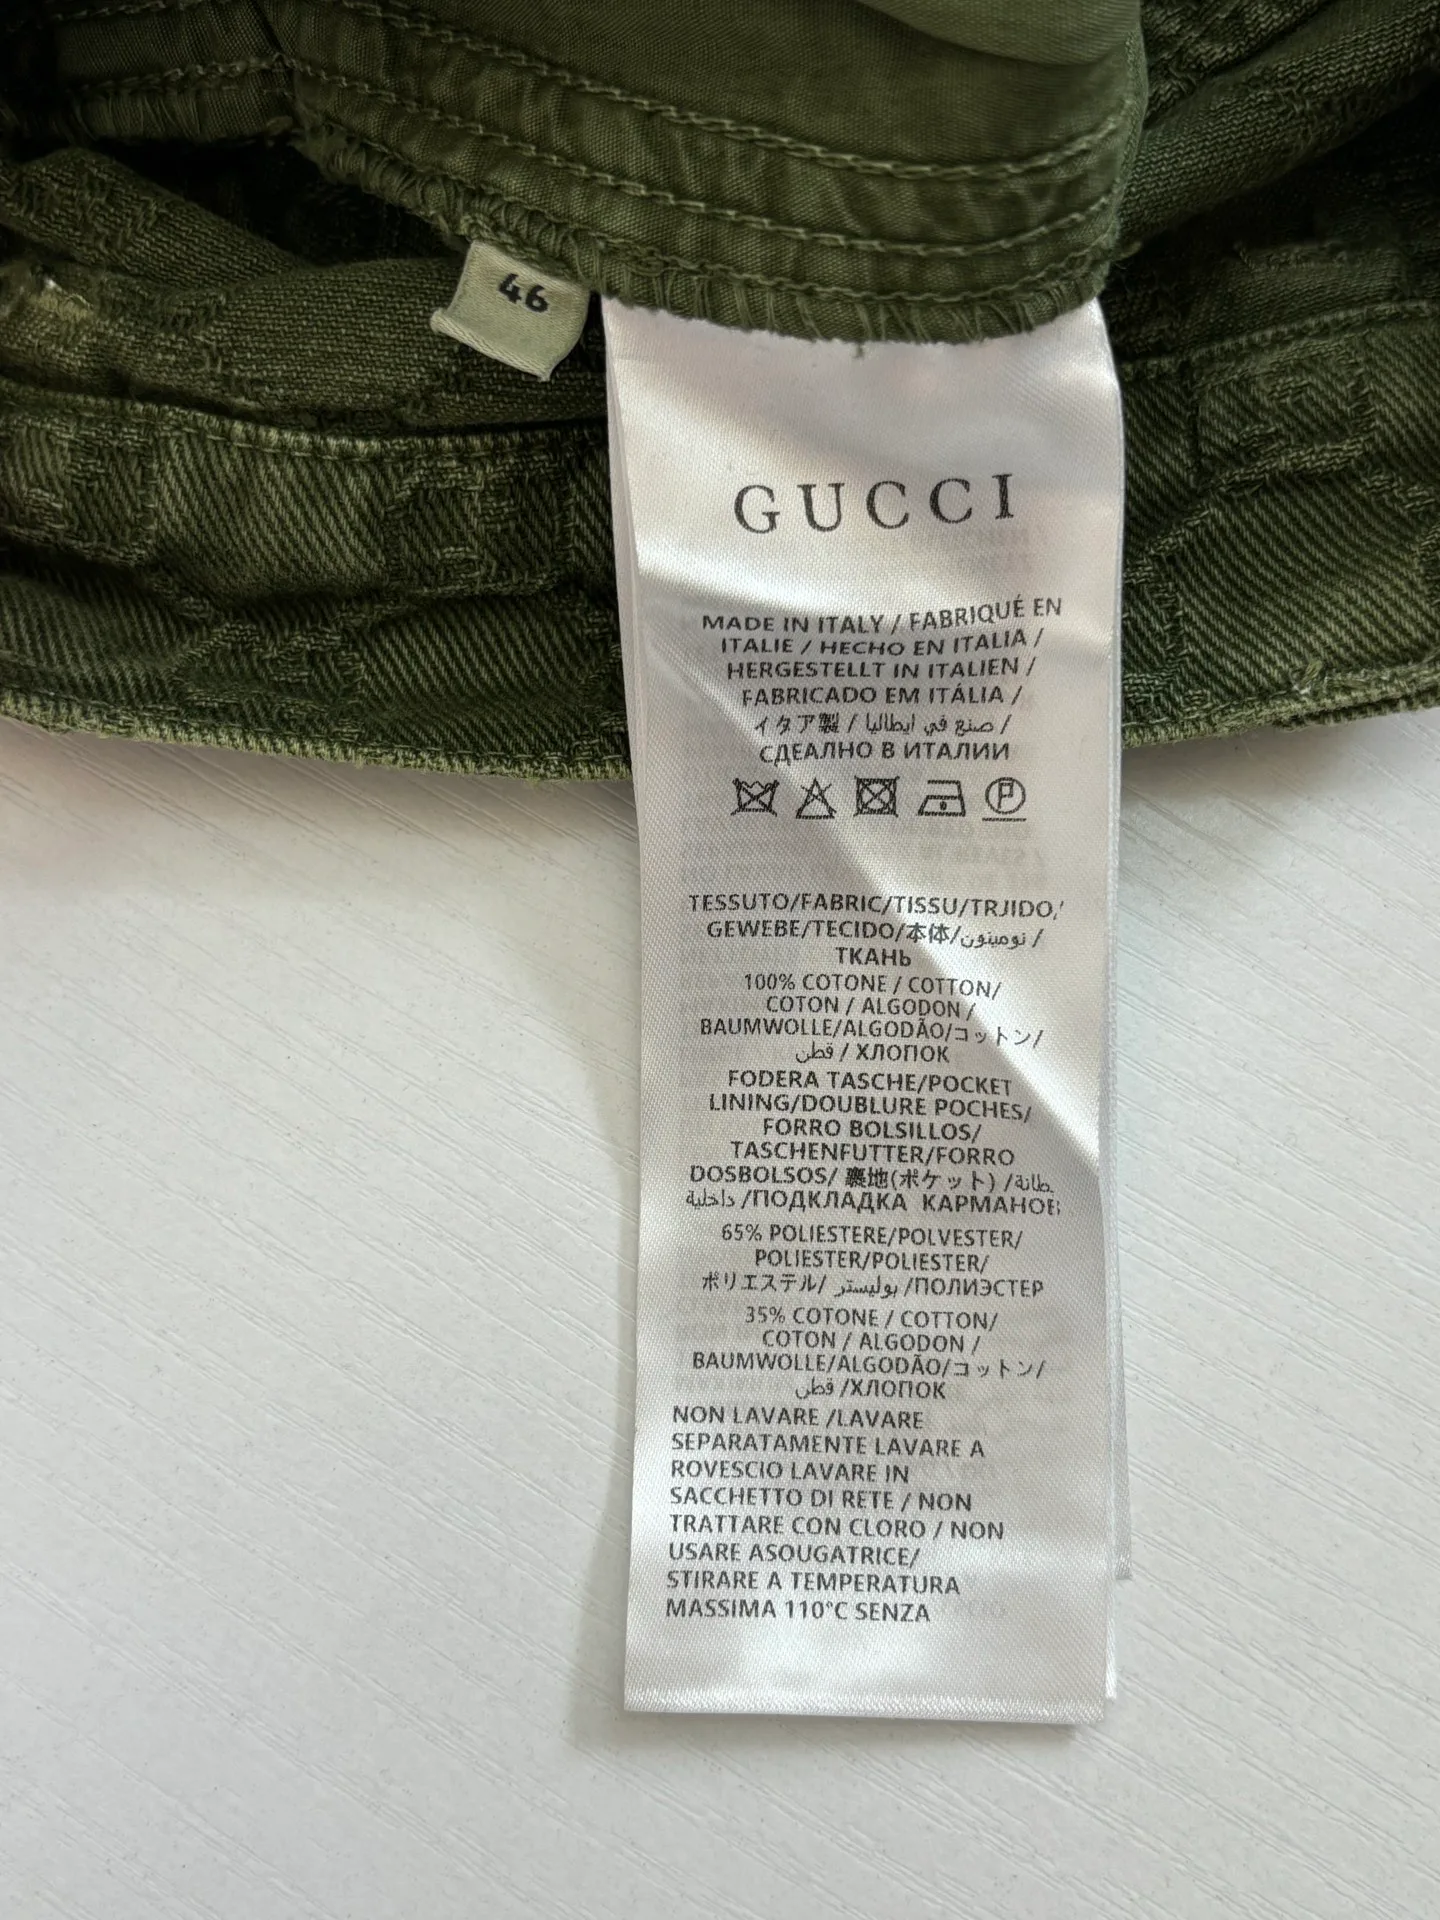 46
GUCCI
MADE IN ITALY / FABRIQUÉ EN
ITALIE / HECHO EN ITALIA /
HERGESTELLT IN ITALIEN /
FABRICADO EM ITÁLIA /
イタア製 / صنع في ايطاليا /
СДЕАЛНО В ИТАЛИИ
TESSUTO/FABRIC/TISSU/TRJIDO/
GEWEBE/TECIDO/本体/نومينون /
ТКАНЬ
100% COTONE / COTTON/
COTON / ALGODON /
BAUMWOLLE/ALGODÃO/コットン/
قطن / ХЛОПОК
FODERA TASCHE/POCKET
LINING/DOUBLURE POCHES/
FORRO BOLSILLOS/
TASCHENFUTTER/FORRO
DOSBOLSOS/ 裏地(ポケット) /بطانة
داخلية /ПОДКЛАДКА КАРМАНОВ
65% POLIESTERE/POLVESTER/
POLIESTER/POLIESTER/
ポリエステル/ بوليستر /ПОЛИЭСТЕР
35% COTONE / COTTON/
COTON / ALGODON /
BAUMWOLLE/ALGODÃO/コットン/
قطن /ХЛОПОК
NON LAVARE /LAVARE
SEPARATAMENTE LAVARE A
ROVESCIO LAVARE IN
SACCHETTO DI RETE / NON
TRATTARE CON CLORO / NON
USARE ASOUGATRICE/
STIRARE A TEMPERATURA
MASSIMA 110°C SENZA